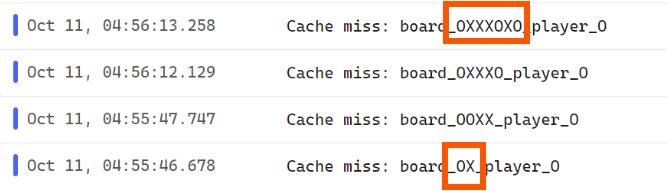 Oct 11, 04:56:13.258 Cache miss: board_OXXXOXO_player_O
Oct 11, 04:56:12.129 Cache miss: board_OXXXO_player_O
Oct 11, 04:55:47.747 Cache miss: board_OOXX_player_O
Oct 11, 04:55:46.678 Cache miss: board_OX_player_O